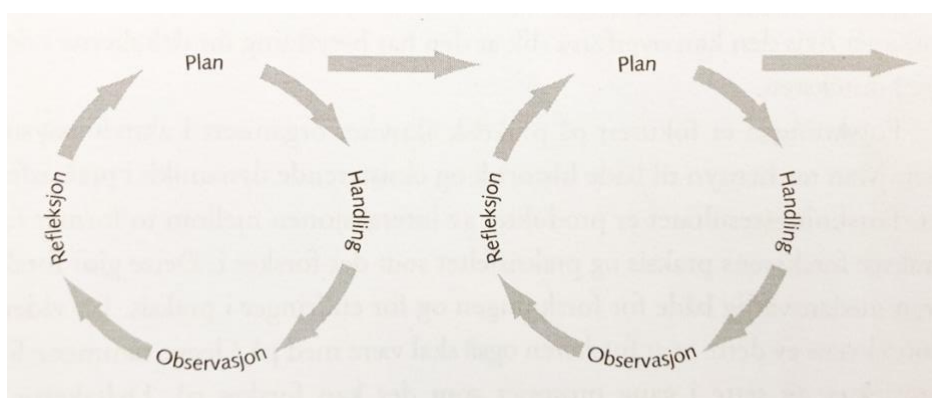 Plan
Handling
Observasjon
Refleksjon
Plan
Handling
Observasjon
Refleksjon